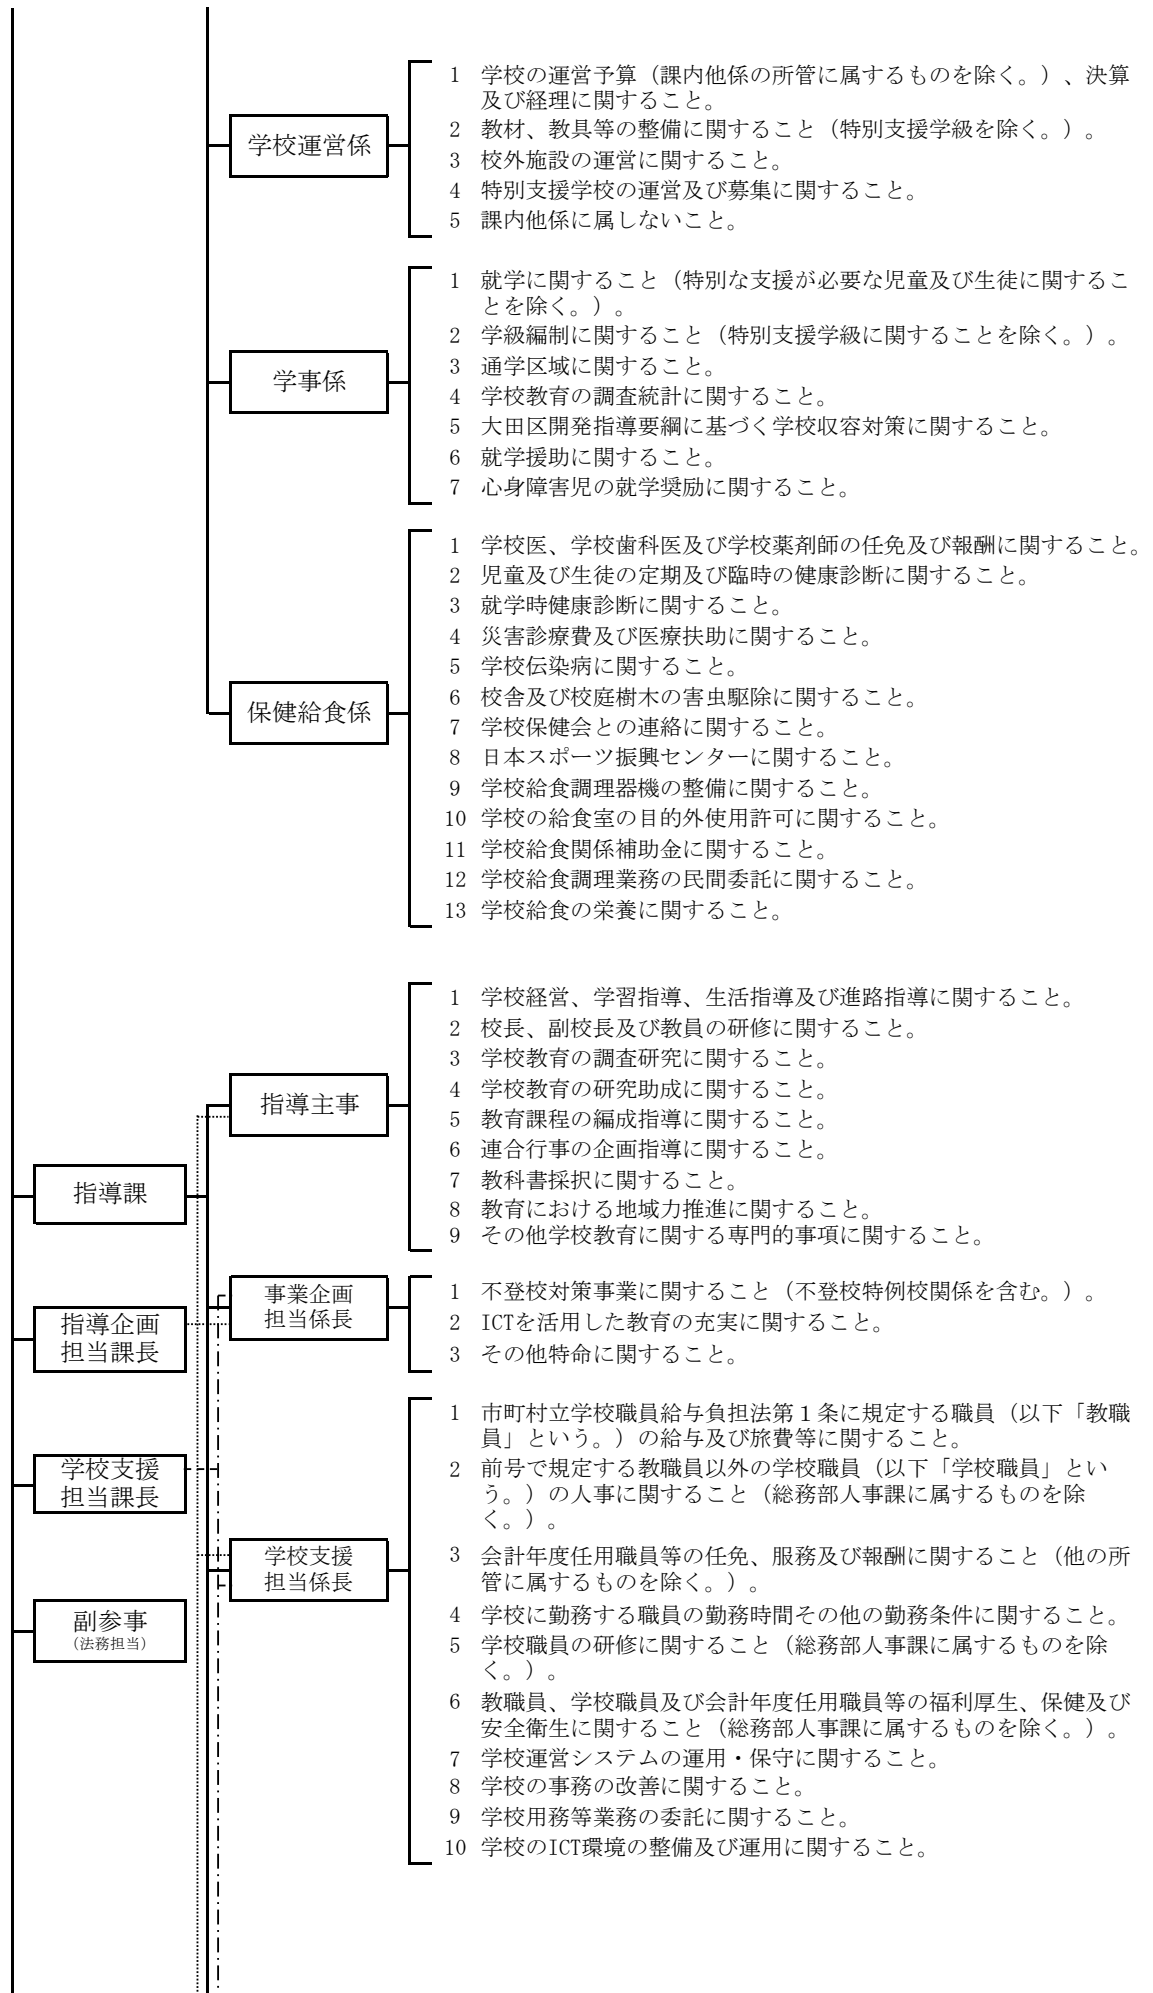 学校運営係
1 学校の運営予算（課内他係の所管に属するものを除く。）、決算
及び経理に関すること。
2 教材、教具等の整備に関すること（特別支援学級を除く。）。
3 校外施設の運営に関すること。
4 特別支援学校の運営及び募集に関すること。
5 課内他係に属しないこと。
学事係
1 就学に関すること（特別な支援が必要な児童及び生徒に関するこ
とを除く。）。
2 学級編制に関すること（特別支援学級に関することを除く。）。
3 通学区域に関すること。
4 学校教育の調査統計に関すること。
5 大田区開発指導要綱に基づく学校収容対策に関すること。
6 就学援助に関すること。
7 心身障害児の就学奨励に関すること。
保健給食係
1 学校医、学校歯科医及び学校薬剤師の任免及び報酬に関すること。
2 児童及び生徒の定期及び臨時の健康診断に関すること。
3 就学時健康診断に関すること。
4 災害診療費及び医療扶助に関すること。
5 学校伝染病に関すること。
6 校舎及び校庭樹木の害虫駆除に関すること。
7 学校保健会との連絡に関すること。
8 日本スポーツ振興センターに関すること。
9 学校給食調理器機の整備に関すること。
10 学校の給食室の目的外使用許可に関すること。
11 学校給食関係補助金に関すること。
12 学校給食調理業務の民間委託に関すること。
13 学校給食の栄養に関すること。
指導課
指導主事
1 学校経営、学習指導、生活指導及び進路指導に関すること。
2 校長、副校長及び教員の研修に関すること。
3 学校教育の調査研究に関すること。
4 学校教育の研究助成に関すること。
5 教育課程の編成指導に関すること。
6 連合行事の企画指導に関すること。
7 教科書採択に関すること。
8 教育における地域力推進に関すること。
9 その他学校教育に関する専門的事項に関すること。
指導企画
担当課長
事業企画
担当係長
1 不登校対策事業に関すること（不登校特例校関係を含む。）。
2 ICTを活用した教育の充実に関すること。
3 その他特命に関すること。
学校支援
担当課長
副参事
（法務担当）
学校支援
担当係長
1 市町村立学校職員給与負担法第１条に規定する職員（以下「教職
員」という。）の給与及び旅費等に関すること。
2 前号で規定する教職員以外の学校職員（以下「学校職員」とい
う。）の人事に関すること（総務部人事課に属するものを除
く。）。
3 会計年度任用職員等の任免、服務及び報酬に関すること（他の所
管に属するものを除く。）。
4 学校に勤務する職員の勤務時間その他の勤務条件に関すること。
5 学校職員の研修に関すること（総務部人事課に属するものを除
く。）。
6 教職員、学校職員及び会計年度任用職員等の福利厚生、保健及び
安全衛生に関すること（総務部人事課に属するものを除く。）。
7 学校運営システムの運用・保守に関すること。
8 学校の事務の改善に関すること。
9 学校用務等業務の委託に関すること。
10 学校のICT環境の整備及び運用に関すること。